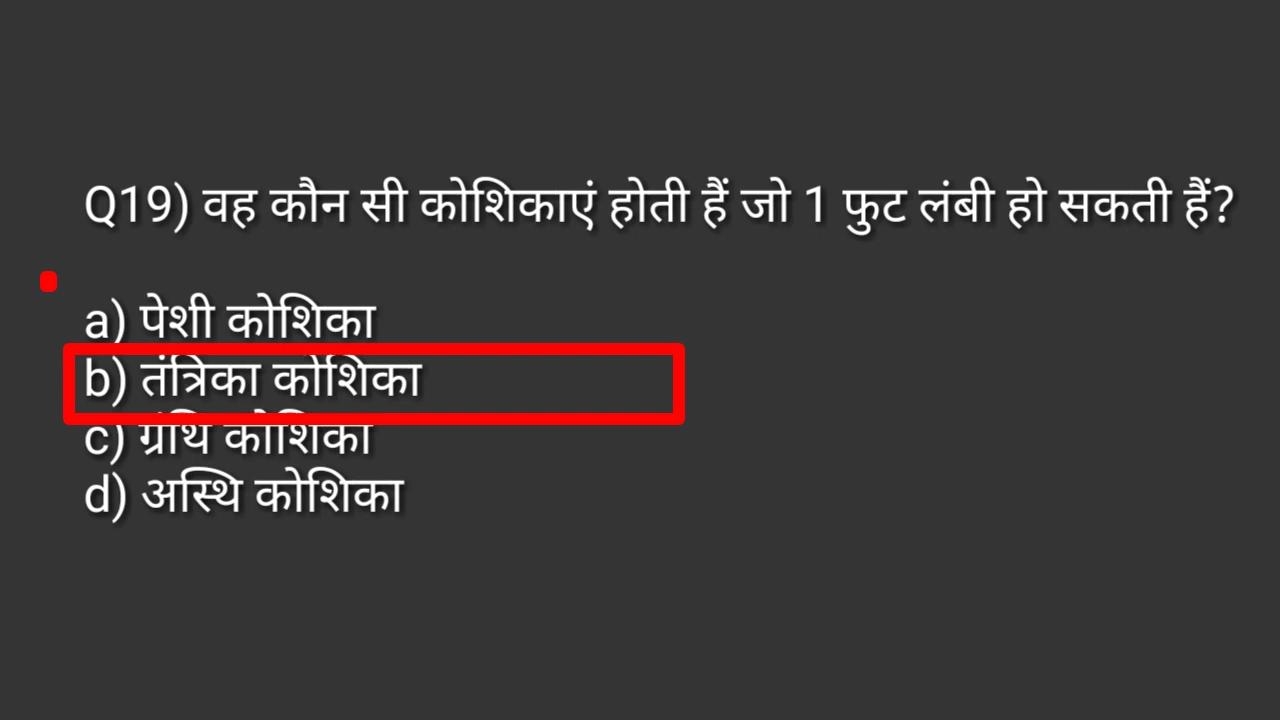 Q19) वह कौन सी कोशिकाएं होती हैं जो 1 फुट लंबी हो सकती हैं?
a) पेशी कोशिका
b) तंत्रिका कोशिका
c) ग्रंथि कोशिका
d) अस्थि कोशिका